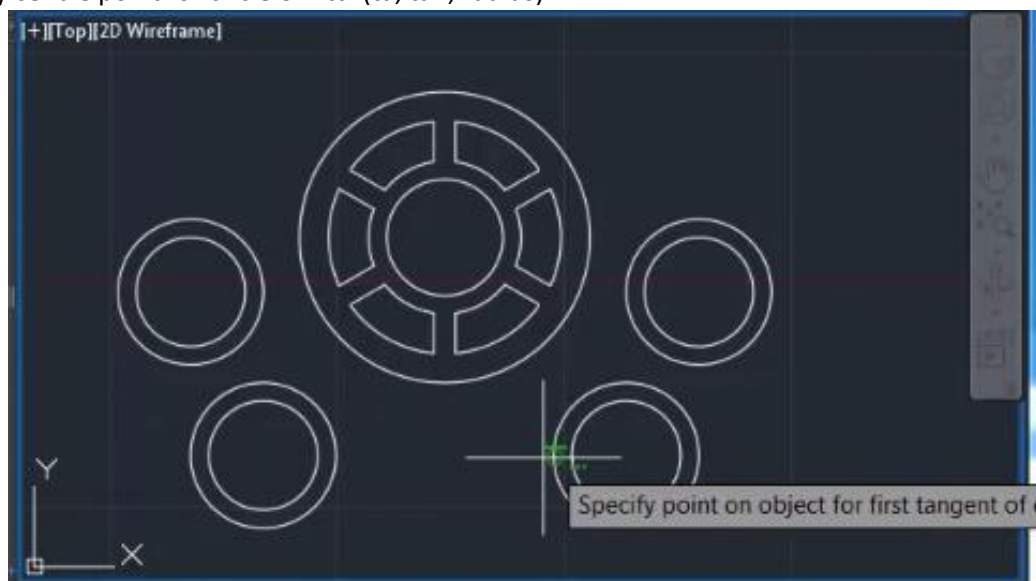 [+][Top][2D Wireframe]
Y
X
Specify point on object for first tangent of